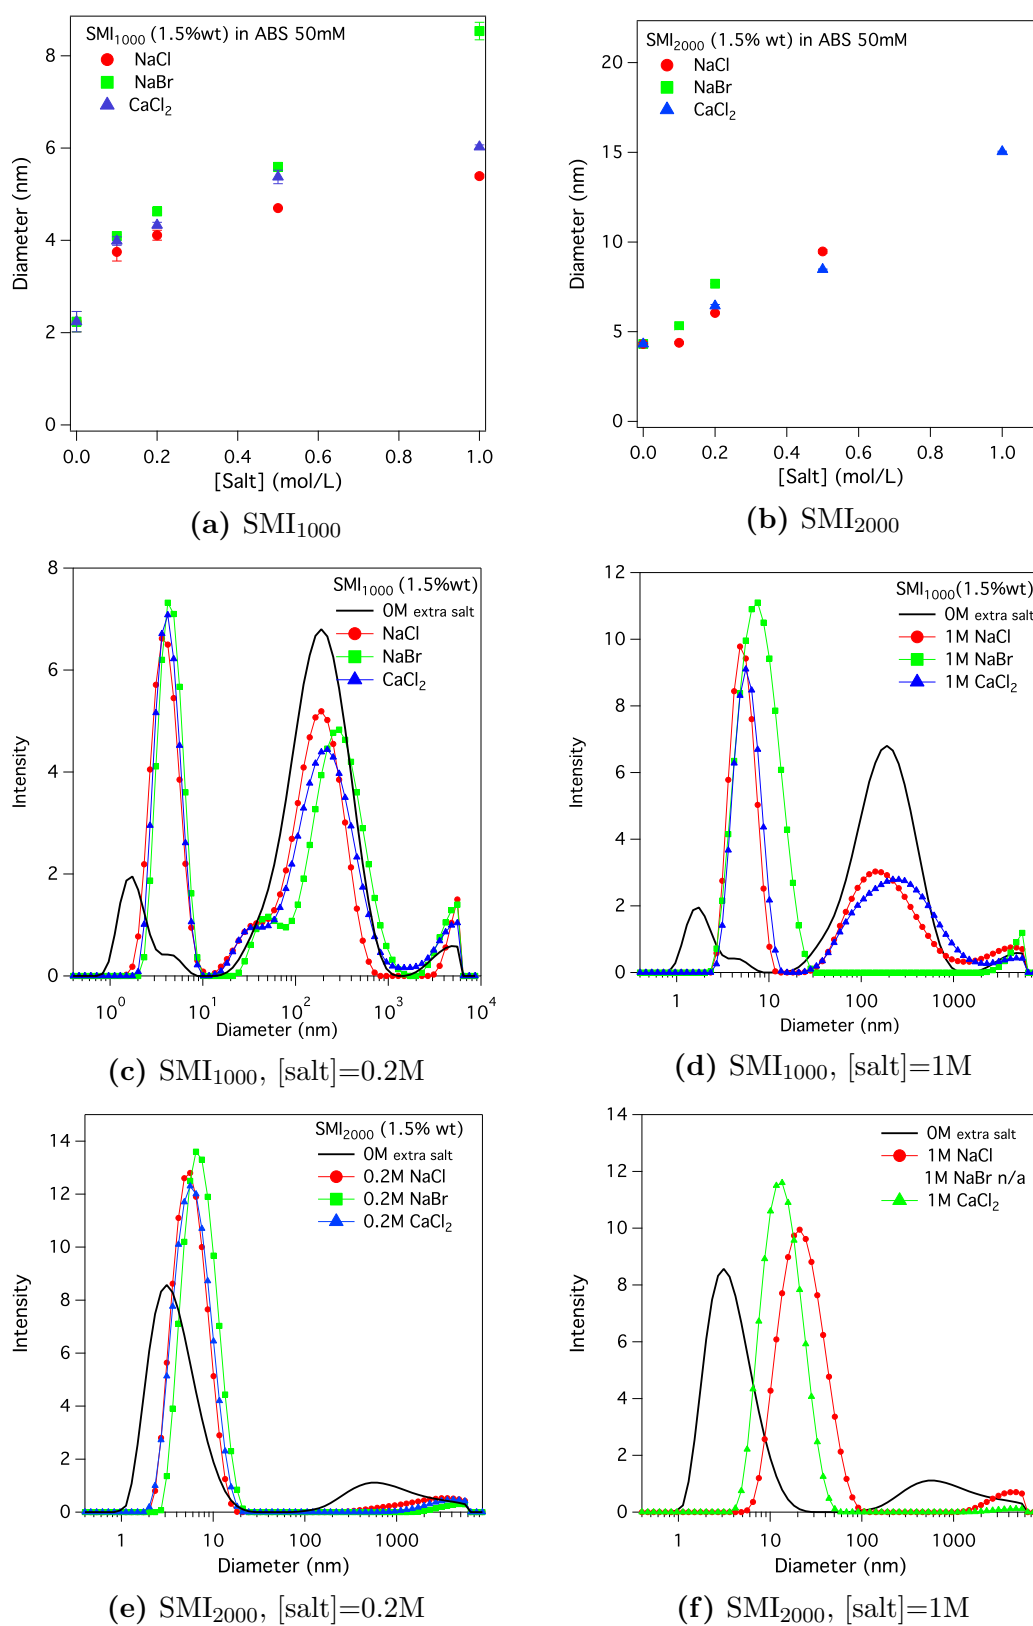 SMI1000 (1.5%wt) in ABS 50mM
NaCl
NaBr
CaCl2
8
6
4
2
0
Diameter (nm)
0.0 0.2 0.4 0.6 0.8 1.0
[Salt] (mol/L)
(a) SMI1000
SMI2000 (1.5% wt) in ABS 50mM
NaCl
NaBr
CaCl2
20
15
10
5
0
Diameter (nm)
0.0 0.2 0.4 0.6 0.8 1.0
[Salt] (mol/L)
(b) SMI2000
SMI1000 (1.5%wt)
0M extra salt
NaCl
NaBr
CaCl2
8
6
4
2
0
Intensity
10^0 10^1 10^2 10^3 10^4
Diameter (nm)
(c) SMI1000, [salt]=0.2M
SMI1000(1.5%wt)
0M extra salt
1M NaCl
1M NaBr
1M CaCl2
12
10
8
6
4
2
0
Intensity
1 10 100 1000
Diameter (nm)
(d) SMI1000, [salt]=1M
SMI2000 (1.5% wt)
0M extra salt
0.2M NaCl
0.2M NaBr
0.2M CaCl2
14
12
10
8
6
4
2
0
Intensity
1 10 100 1000
Diameter (nm)
(e) SMI2000, [salt]=0.2M
0M extra salt
1M NaCl
1M NaBr n/a
1M CaCl2
14
12
10
8
6
4
2
0
Intensity
1 10 100 1000
Diameter (nm)
(f) SMI2000, [salt]=1M